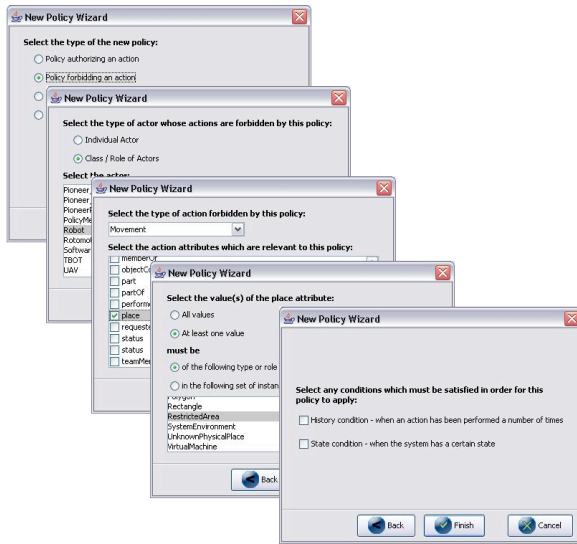 New Policy Wizard
Select the type of the new policy:
Policy authorizing an action
Policy forbidding an action
New Policy Wizard
Select the type of actor whose actions are forbidden by this policy:
Individual Actor
Class / Role of Actors
Select the actor:
Pioneer
Pioneer
PolicyMe
Robot
Softwar
TBOT
UAV
New Policy Wizard
Select the type of action forbidden by this policy:
Movement
Select the action attributes which are relevant to this policy:
memberOf
objectCo
part
partOf
performe
place
requeste
status
status
teamMe
New Policy Wizard
Select the value(s) of the place attribute:
All values
At least one value
must be
of the following type or role
in the following set of instan
Polygon
Rectangle
RestrictedArea
SystemEnvironment
UnknownPhysicalPlace
VirtualMachine
Back
New Policy Wizard
Select any conditions which must be satisfied in order for this
policy to apply:
History condition - when an action has been performed a number of times
State condition - when the system has a certain state
Back
Finish
Cancel